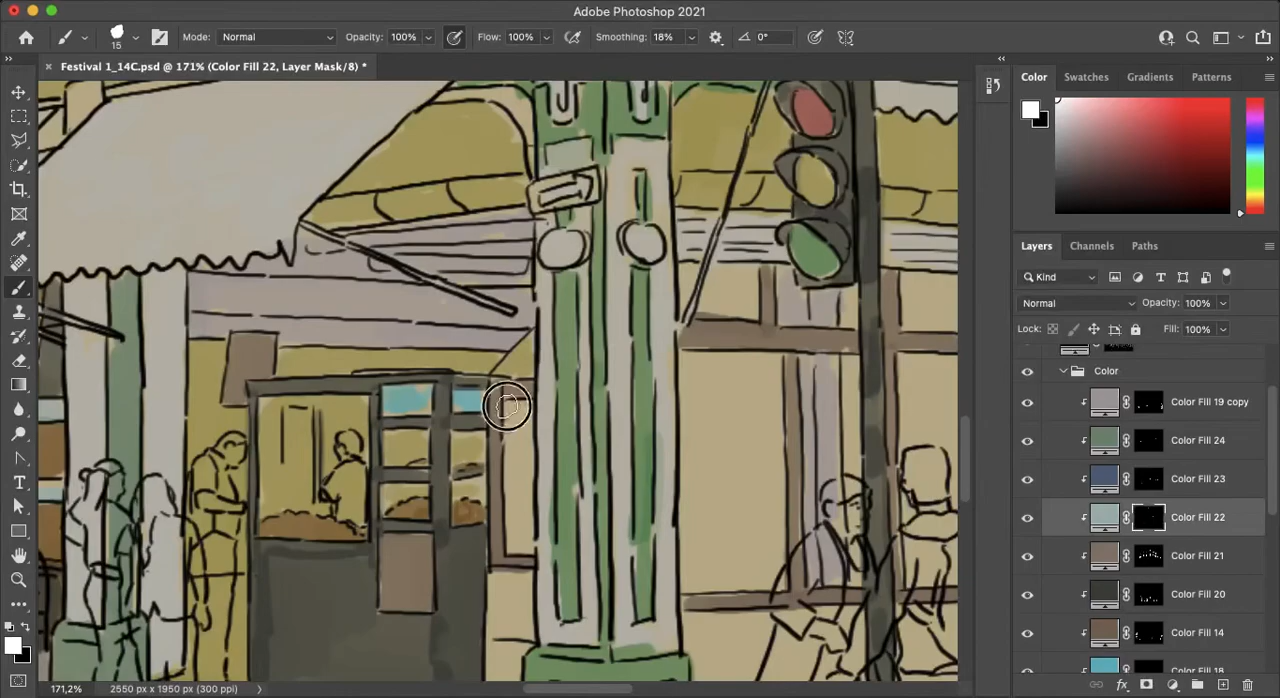 Adobe Photoshop 2021
15
Mode: Normal Opacity: 100% Flow: 100% Smoothing: 18% 0°
Festival 1_14C.psd @ 171% (Color Fill 22, Layer Mask/8) *
Color Swatches Gradients Patterns
Layers Channels Paths
Kind
Normal Opacity: 100%
Lock: Fill: 100%
Color
Color Fill 19 copy
Color Fill 24
Color Fill 23
Color Fill 22
Color Fill 21
Color Fill 20
Color Fill 14
Color Fill 18
171,2% 2550 px x 1950 px (300 ppi)